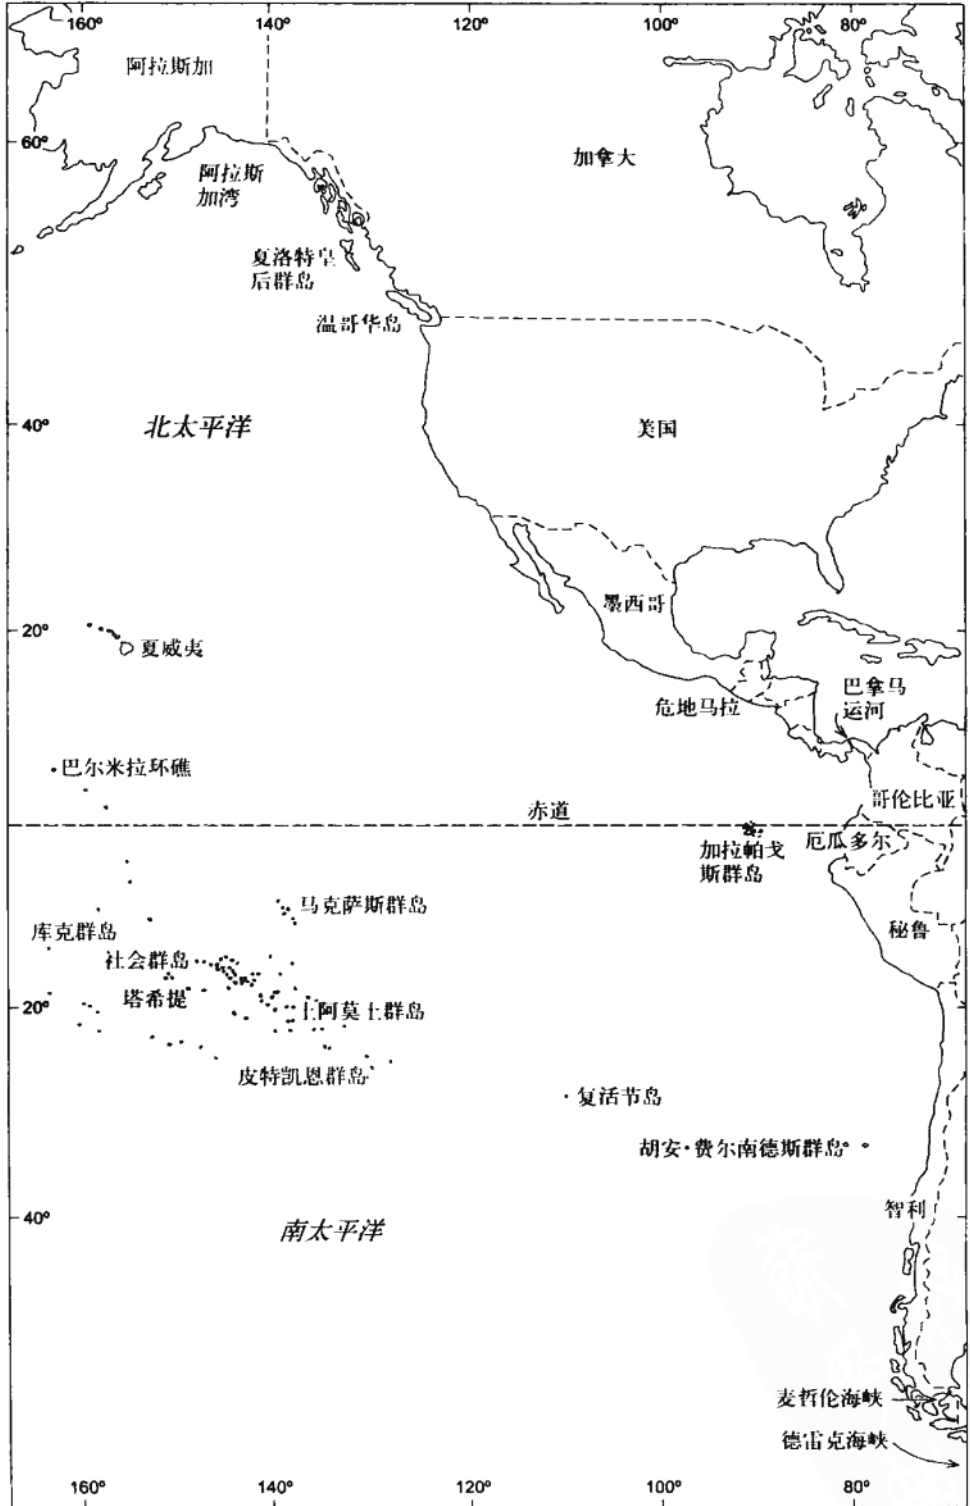 160° 140° 120° 100° 80°
阿拉斯加
60°
加拿大
阿拉斯
加湾
夏洛特皇
后群岛
温哥华岛
北太平洋
40°
美国
墨西哥
20°
夏威夷
巴拿马
运河
危地马拉
巴尔米拉环礁
哥伦比亚
赤道
厄瓜多尔
加拉帕戈
斯群岛
马克萨斯群岛
库克群岛
秘鲁
社会群岛
塔希提
20°
土阿莫土群岛
皮特凯恩群岛
复活节岛
胡安·费尔南德斯群岛
智利
40°
南太平洋
麦哲伦海峡
德雷克海峡
160° 140° 120° 100° 80°